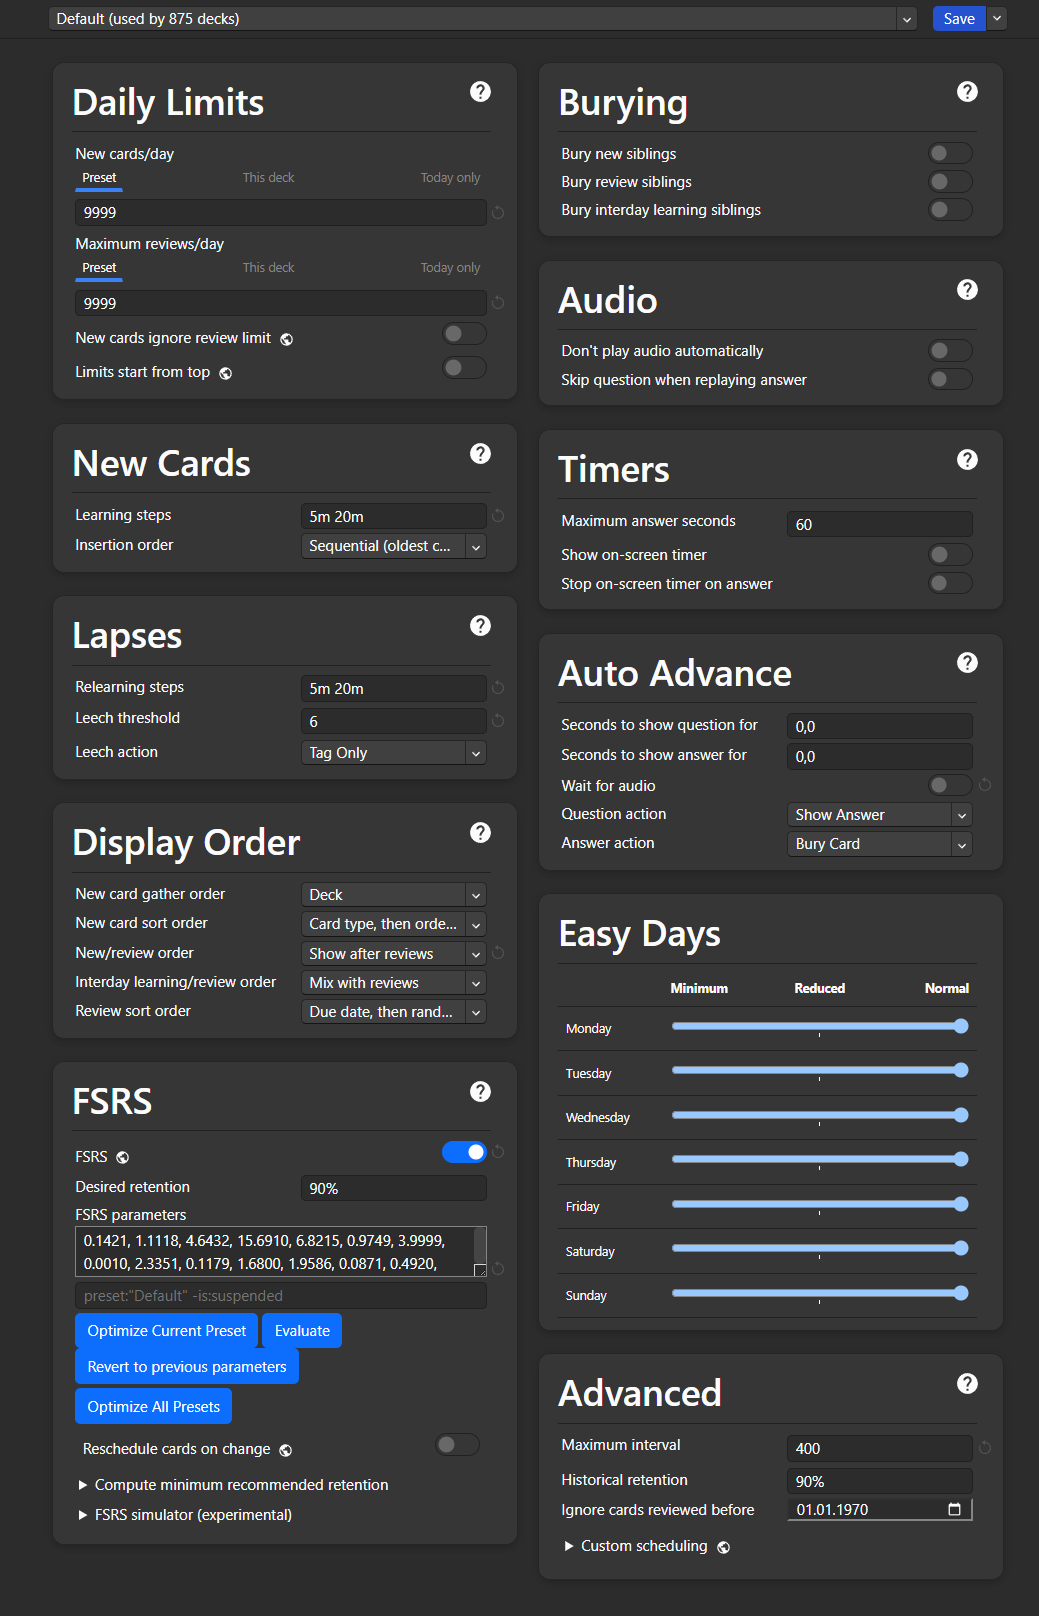 Default (used by 875 decks)
Save
Daily Limits
New cards/day
Preset This deck Today only
9999
Maximum reviews/day
Preset This deck Today only
9999
New cards ignore review limit
Limits start from top
New Cards
Learning steps 5m 20m
Insertion order Sequential (oldest c...
Lapses
Relearning steps 5m 20m
Leech threshold 6
Leech action Tag Only
Display Order
New card gather order Deck
New card sort order Card type, then orde...
New/review order Show after reviews
Interday learning/review order Mix with reviews
Review sort order Due date, then rand...
FSRS
FSRS
Desired retention 90%
FSRS parameters
0.1421, 1.1118, 4.6432, 15.6910, 6.8215, 0.9749, 3.9999,
0.0010, 2.3351, 0.1179, 1.6800, 1.9586, 0.0871, 0.4920,
preset:"Default" -is:suspended
Optimize Current Preset Evaluate
Revert to previous parameters
Optimize All Presets
Reschedule cards on change
Compute minimum recommended retention
FSRS simulator (experimental)
Burying
Bury new siblings
Bury review siblings
Bury interday learning siblings
Audio
Don't play audio automatically
Skip question when replaying answer
Timers
Maximum answer seconds 60
Show on-screen timer
Stop on-screen timer on answer
Auto Advance
Seconds to show question for 0,0
Seconds to show answer for 0,0
Wait for audio
Question action Show Answer
Answer action Bury Card
Easy Days
Minimum Reduced Normal
Monday
Tuesday
Wednesday
Thursday
Friday
Saturday
Sunday
Advanced
Maximum interval 400
Historical retention 90%
Ignore cards reviewed before 01.01.1970
Custom scheduling